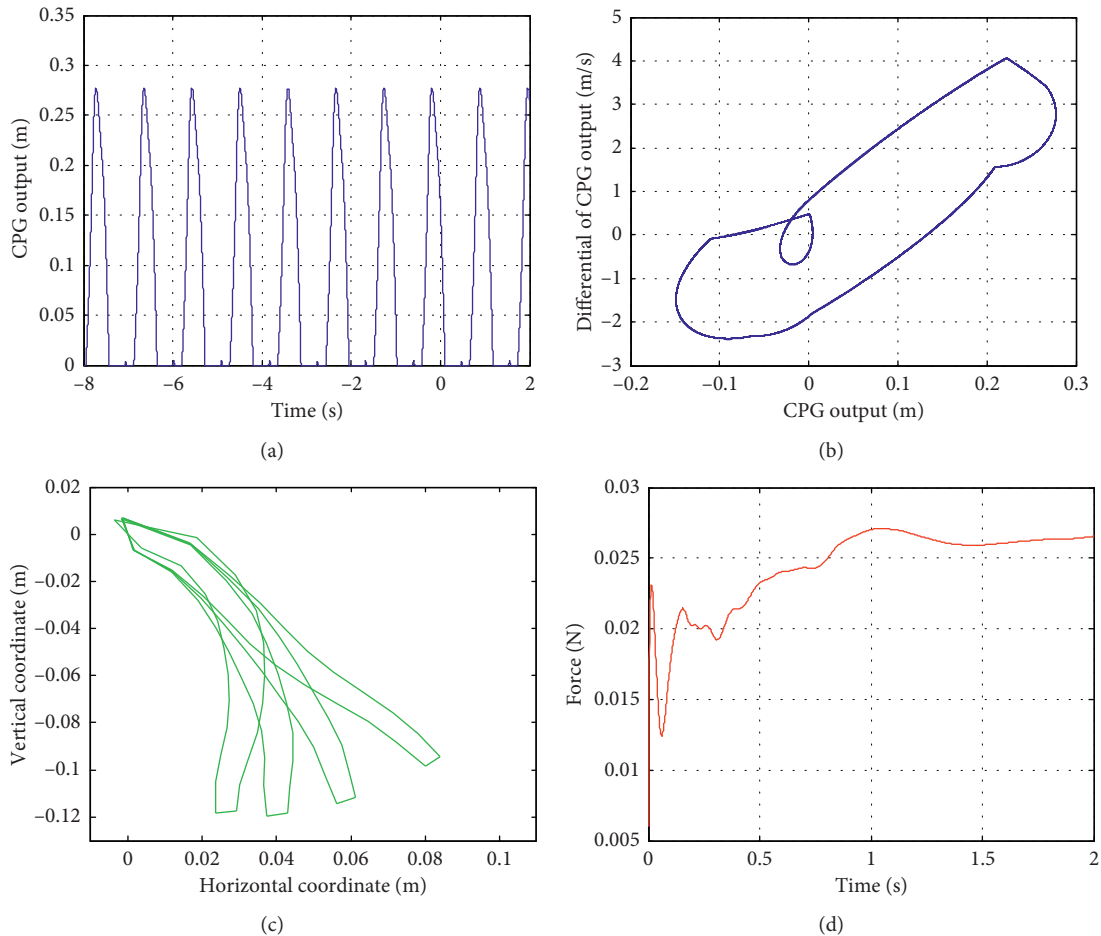 0.35
0.3
0.25
0.2
0.15
0.1
0.05
0
CPG output (m)
−8 −6 −4 −2 0 2
Time (s)
(a)
5
4
3
2
1
0
−1
−2
−3
Differential of CPG output (m/s)
−0.2 −0.1 0 0.1 0.2 0.3
CPG output (m)
(b)
0.02
0
−0.02
−0.04
−0.06
−0.08
−0.1
−0.12
Vertical coordinate (m)
0 0.02 0.04 0.06 0.08 0.1
Horizontal coordinate (m)
(c)
0.03
0.025
0.02
0.015
0.01
0.005
Force (N)
0 0.5 1 1.5 2
Time (s)
(d)